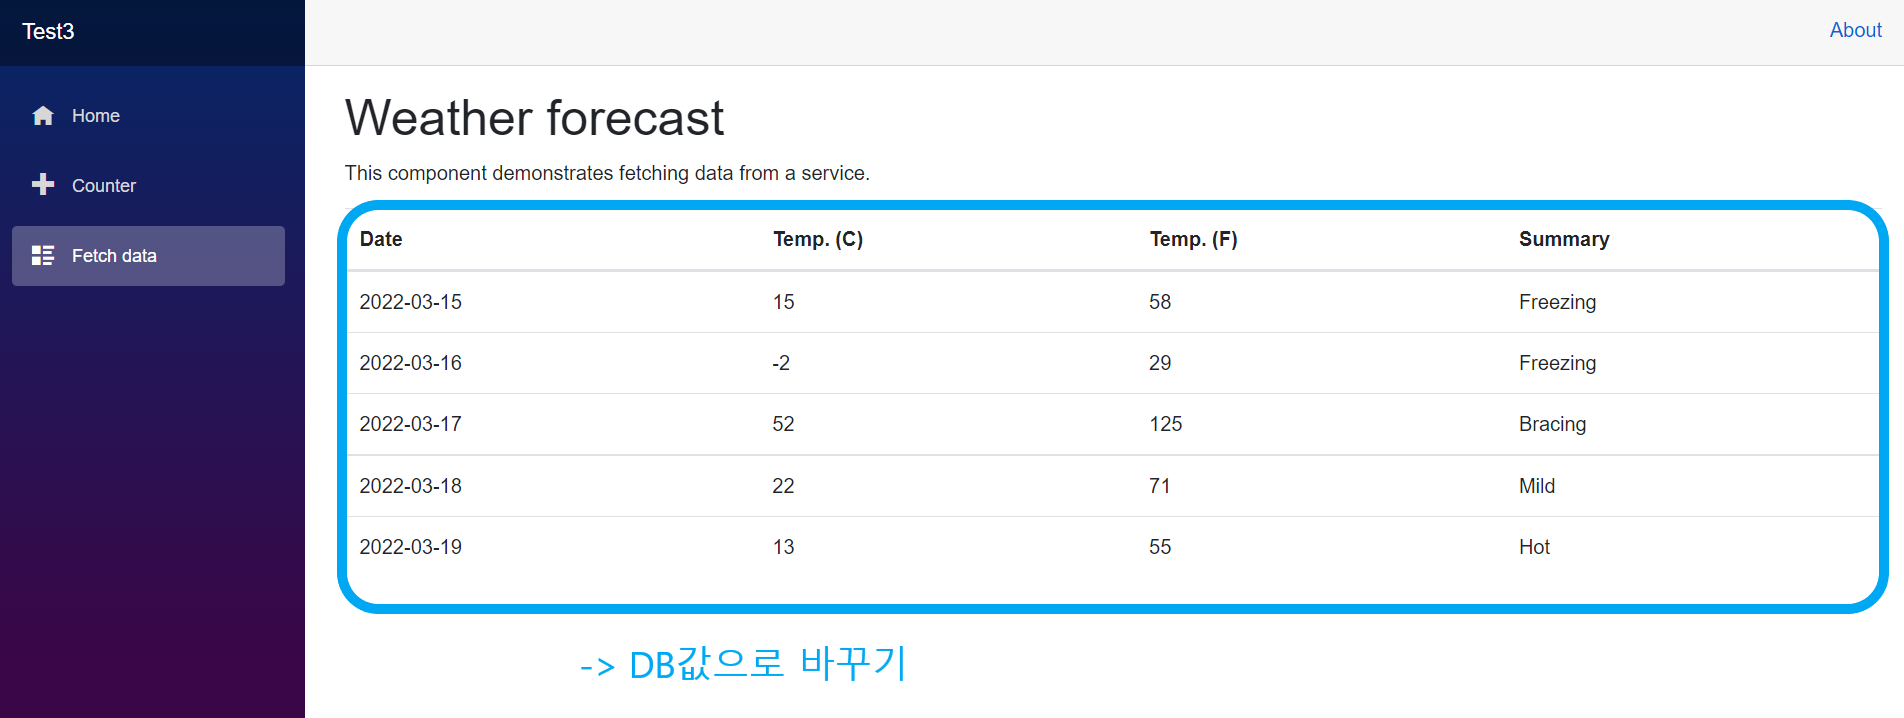 Test3
About
Home
Counter
Fetch data
Weather forecast
This component demonstrates fetching data from a service.
Date Temp. (C) Temp. (F) Summary
2022-03-15 15 58 Freezing
2022-03-16 -2 29 Freezing
2022-03-17 52 125 Bracing
2022-03-18 22 71 Mild
2022-03-19 13 55 Hot
-> DB값으로 바꾸기